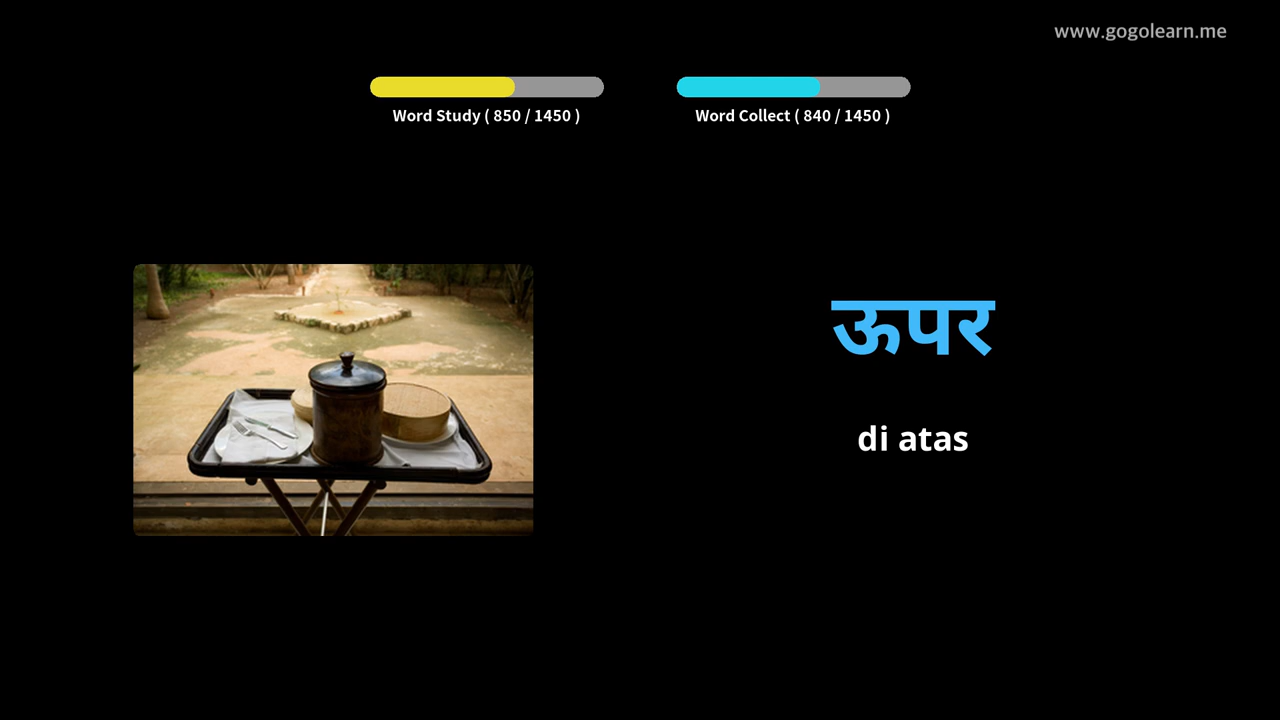 www.gogolearn.me
Word Study ( 850 / 1450 )
Word Collect ( 840 / 1450 )
ऊपर
di atas